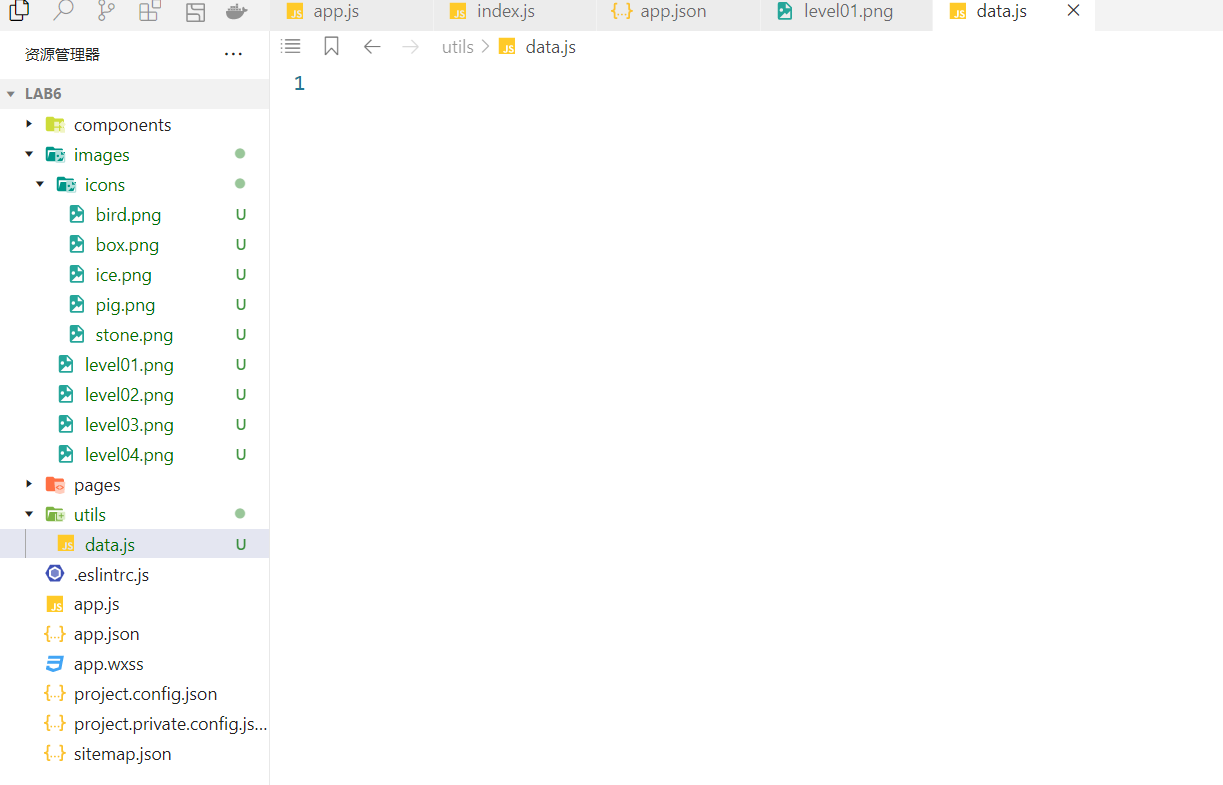 app.js index.js app.json level01.png data.js
资源管理器 ...
utils data.js
1
LAB6
components
images
icons
bird.png U
box.png U
ice.png U
pig.png U
stone.png U
level01.png U
level02.png U
level03.png U
level04.png U
pages
utils
data.js U
.eslintrc.js
app.js
app.json
app.wxss
project.config.json
project.private.config.js...
sitemap.json